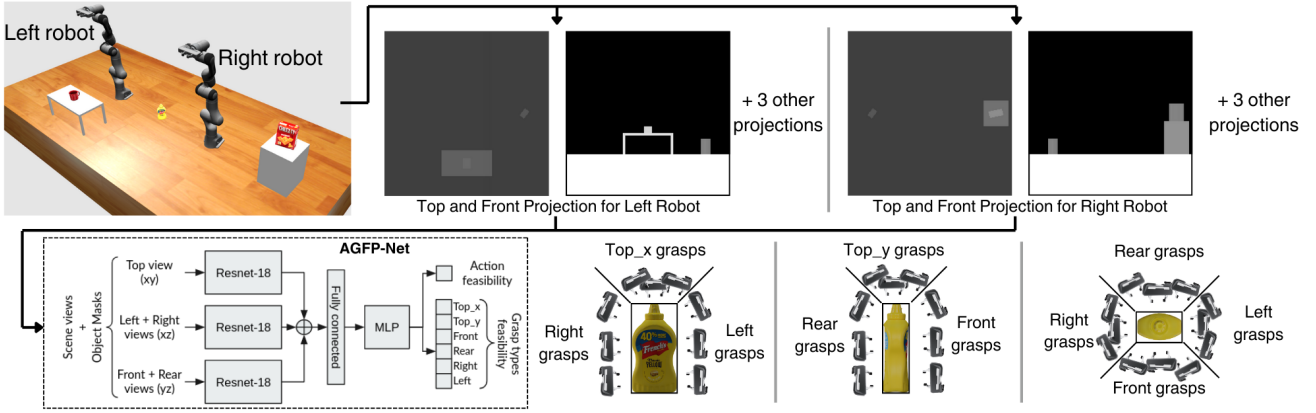 Left robot
Right robot
+ 3 other
projections
+ 3 other
projections
Top and Front Projection for Left Robot
Top and Front Projection for Right Robot
AGFP-Net
Scene views
+
Object Masks
Top view
(xy)
Left + Right
views (xz)
Front + Rear
views (yz)
Resnet-18
Resnet-18
Resnet-18
Fully connected
MLP
Action
feasibility
Top_x
Top_y
Front
Rear
Right
Left
Grasp types
feasibility
Top_x grasps
Right
grasps
Left
grasps
Top_y grasps
Rear
grasps
Front
grasps
Rear grasps
Right
grasps
Left
grasps
Front grasps
French's